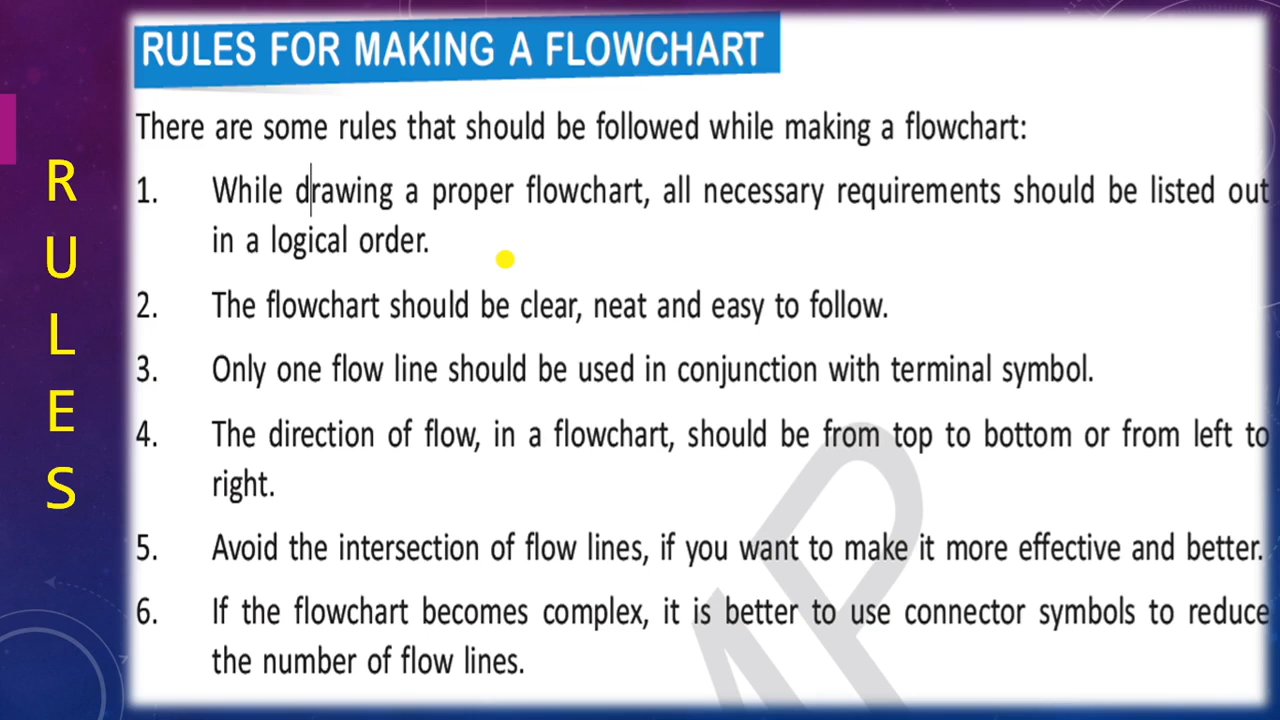 RULES FOR MAKING A FLOWCHART
There are some rules that should be followed while making a flowchart:
1. While drawing a proper flowchart, all necessary requirements should be listed out
in a logical order.
2. The flowchart should be clear, neat and easy to follow.
3. Only one flow line should be used in conjunction with terminal symbol.
4. The direction of flow, in a flowchart, should be from top to bottom or from left to
right.
5. Avoid the intersection of flow lines, if you want to make it more effective and better.
6. If the flowchart becomes complex, it is better to use connector symbols to reduce
the number of flow lines.
R
U
L
E
S